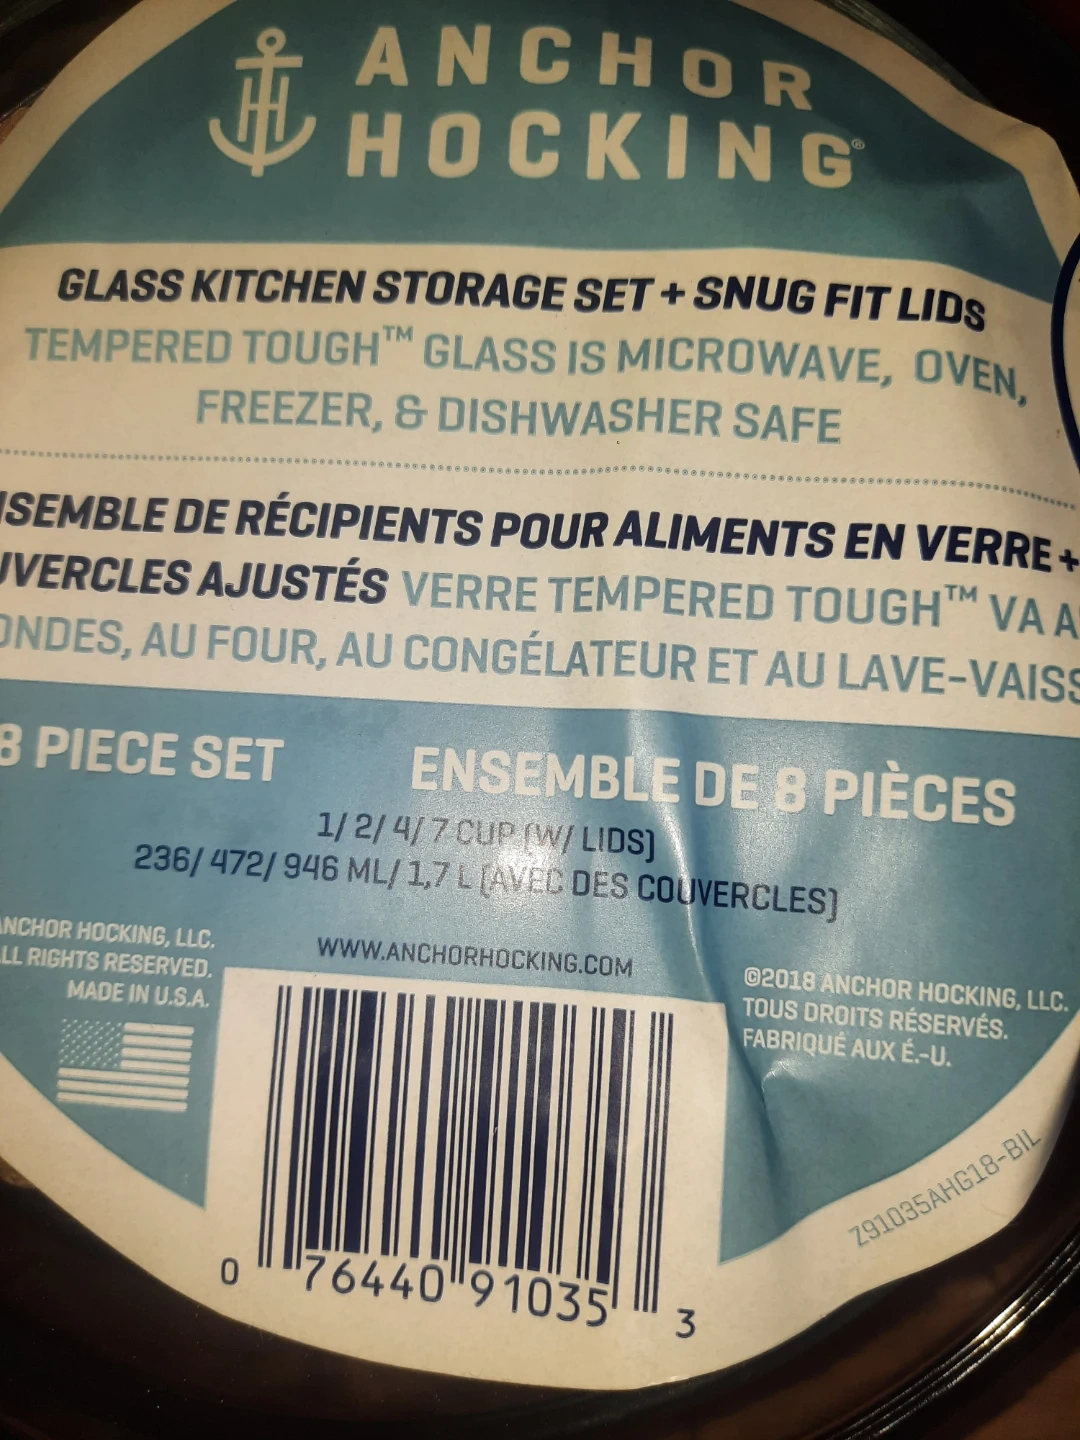 ANCHOR
HOCKING®
GLASS KITCHEN STORAGE SET + SNUG FIT LIDS
TEMPERED TOUGH™ GLASS IS MICROWAVE, OVEN,
FREEZER, & DISHWASHER SAFE
NSEMBLE DE RÉCIPIENTS POUR ALIMENTS EN VERRE +
UVERCLES AJUSTÉS VERRE TEMPERED TOUGH™ VA A
ONDES, AU FOUR, AU CONGÉLATEUR ET AU LAVE-VAISS
8 PIECE SET
ENSEMBLE DE 8 PIÈCES
1/ 2/ 4/ 7 CUP (W/ LIDS)
236/ 472/ 946 ML/ 1,7 L (AVEC DES COUVERCLES)
ANCHOR HOCKING, LLC.
ALL RIGHTS RESERVED.
MADE IN U.S.A.
WWW.ANCHORHOCKING.COM
©2018 ANCHOR HOCKING, LLC.
TOUS DROITS RÉSERVÉS.
FABRIQUÉ AUX É.-U.
Z91035AHG18-BIL
0 76440 91035 3